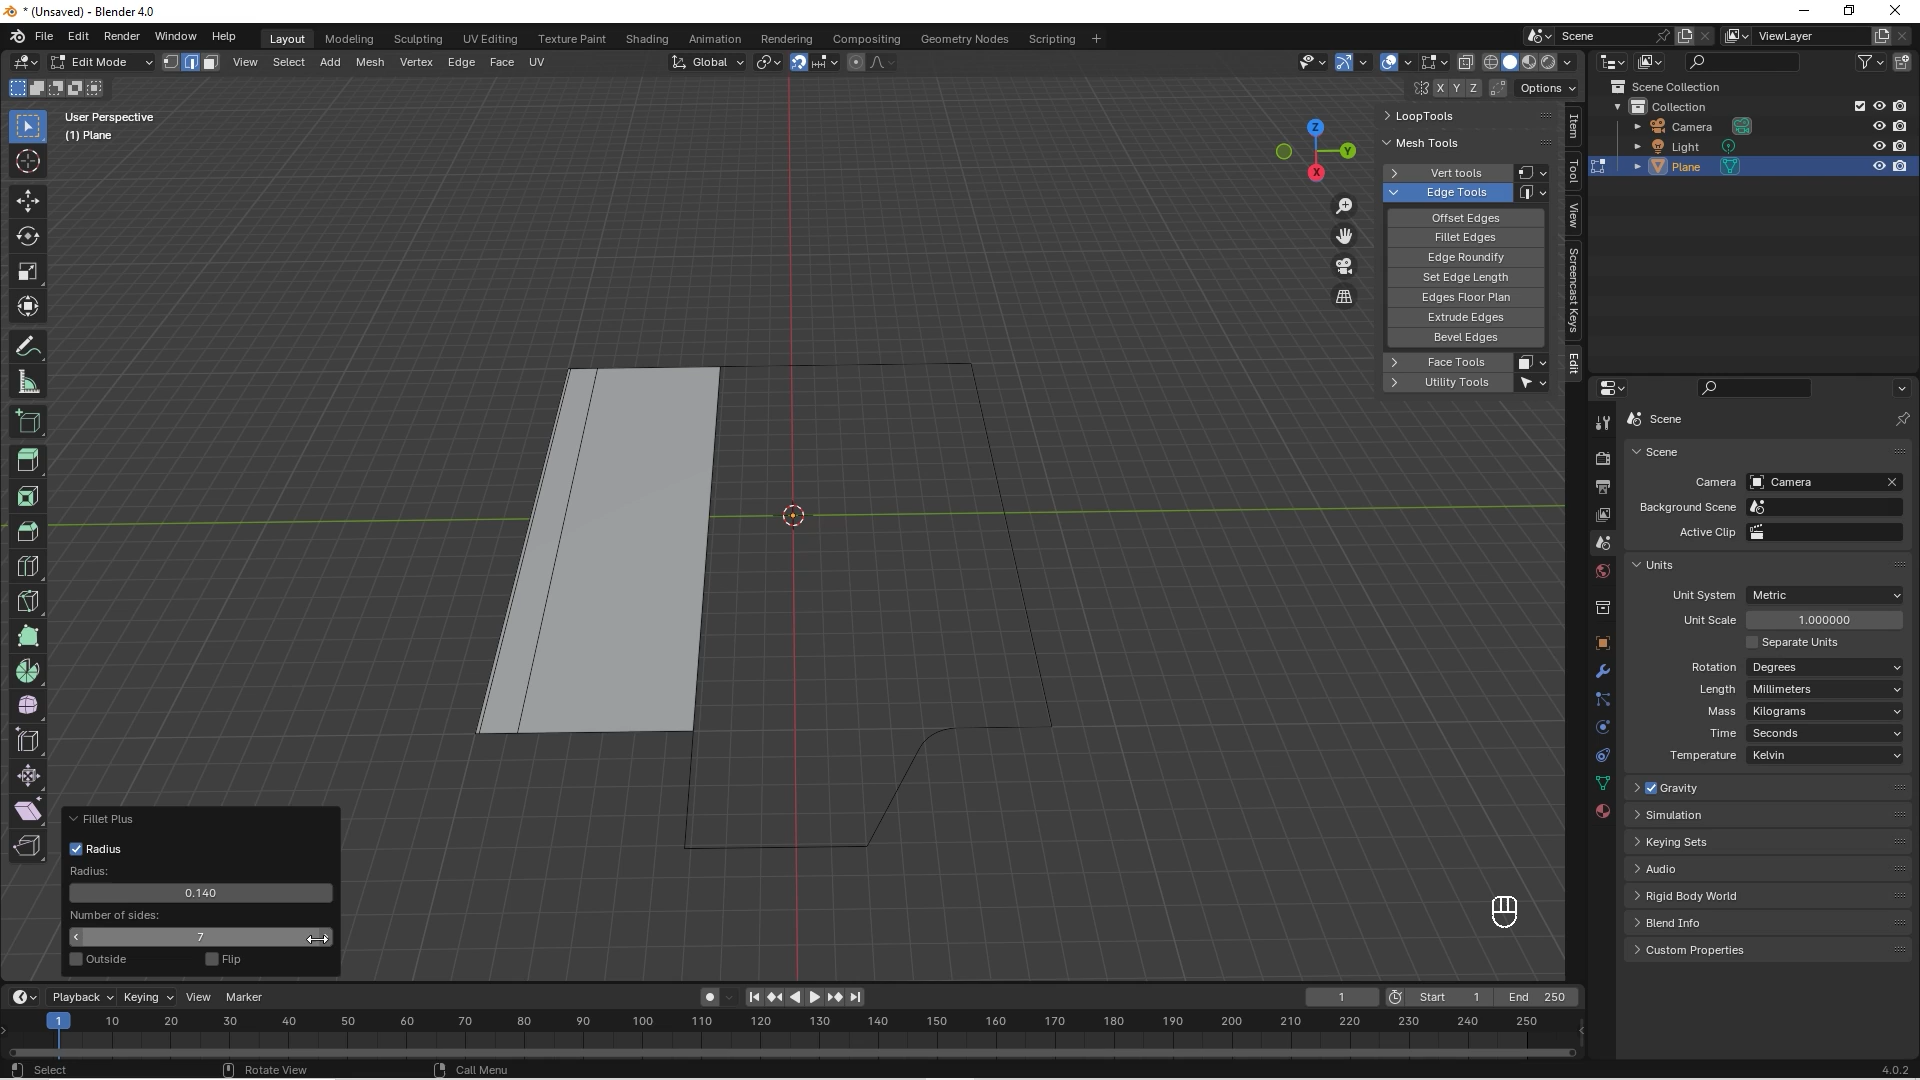 * (Unsaved) - Blender 4.0
File Edit Render Window Help
Layout Modeling Sculpting UV Editing Texture Paint Shading Animation Rendering Compositing Geometry Nodes Scripting +
Scene
ViewLayer
Edit Mode View Select Add Mesh Vertex Edge Face UV
Global
X Y Z Options
User Perspective
(1) Plane
Z
Y
X
LoopTools
Mesh Tools
Vert tools
Edge Tools
Offset Edges
Fillet Edges
Edge Roundify
Set Edge Length
Edges Floor Plan
Extrude Edges
Bevel Edges
Face Tools
Utility Tools
Item
Tool
View
Screencast Keys
Edit
Scene Collection
Collection
Camera
Light
Plane
Scene
Scene
Camera Camera
Background Scene
Active Clip
Units
Unit System Metric
Unit Scale 1.000000
Separate Units
Rotation Degrees
Length Millimeters
Mass Kilograms
Time Seconds
Temperature Kelvin
Gravity
Simulation
Keying Sets
Audio
Rigid Body World
Blend Info
Custom Properties
Fillet Plus
Radius
Radius:
0.140
Number of sides:
7
Outside Flip
Playback Keying View Marker
1 Start 1 End 250
1 10 20 30 40 50 60 70 80 90 100 110 120 130 140 150 160 170 180 190 200 210 220 230 240 250
Select Rotate View Call Menu 4.0.2